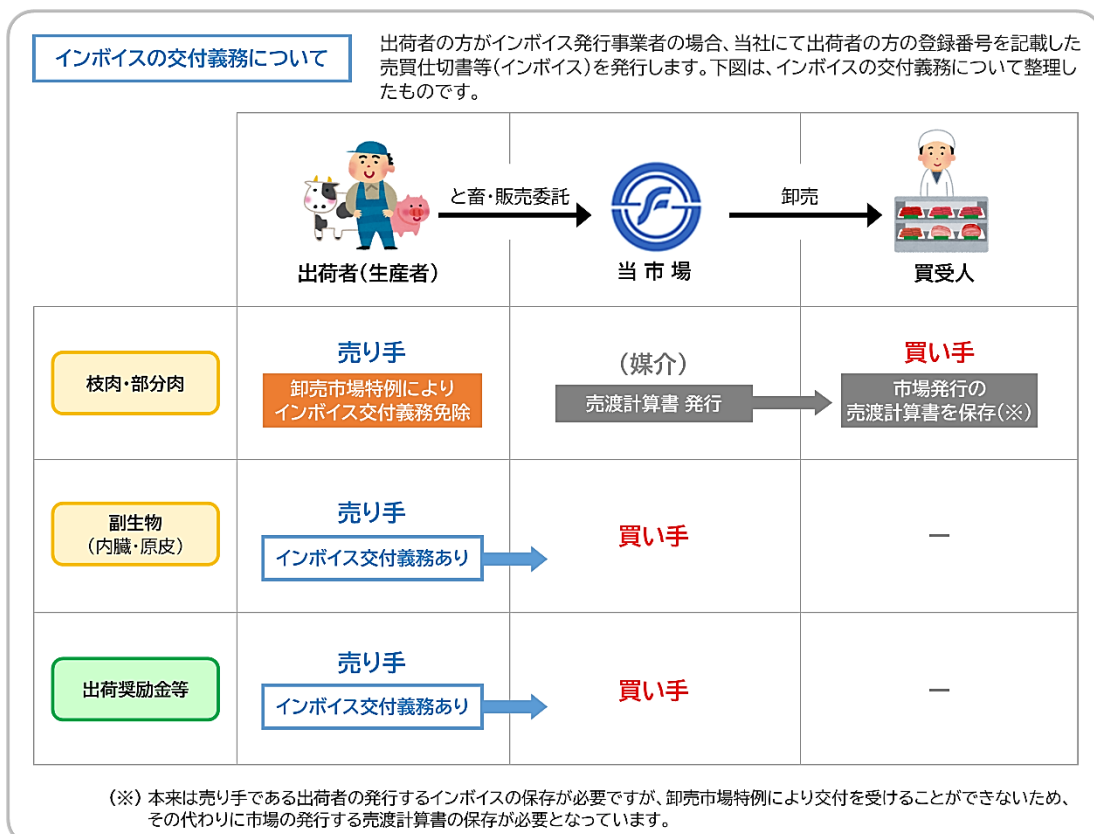 インボイスの交付義務について
出荷者の方がインボイス発行事業者の場合、当社にて出荷者の方の登録番号を記載した
売買仕切書等(インボイス)を発行します。下図は、インボイスの交付義務について整理し
たものです。
と畜・販売委託
卸売
出荷者(生産者)
当市場
買受人
枝肉・部分肉
売り手
卸売市場特例により
インボイス交付義務免除
(媒介)
売渡計算書 発行
買い手
市場発行の
売渡計算書を保存(※)
副生物
(内臓・原皮)
売り手
インボイス交付義務あり
買い手
―
出荷奨励金等
売り手
インボイス交付義務あり
買い手
―
(※) 本来は売り手である出荷者の発行するインボイスの保存が必要ですが、卸売市場特例により交付を受けることができないため、
その代わりに市場の発行する売渡計算書の保存が必要となっています。